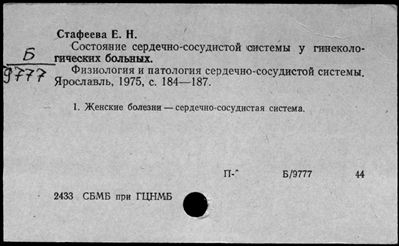 Стафеева Е. Н.
Состояние сердечно-сосудистой системы у гинеколо-
гических больных.
Физиология и патология сердечно-сосудистой системы.
Ярославль, 1975, с. 184—187.
Б
9777
1. Женские болезни — сердечно-сосудистая система.
П- Б/9777 44
2433 СБМБ при ГЦНМБ